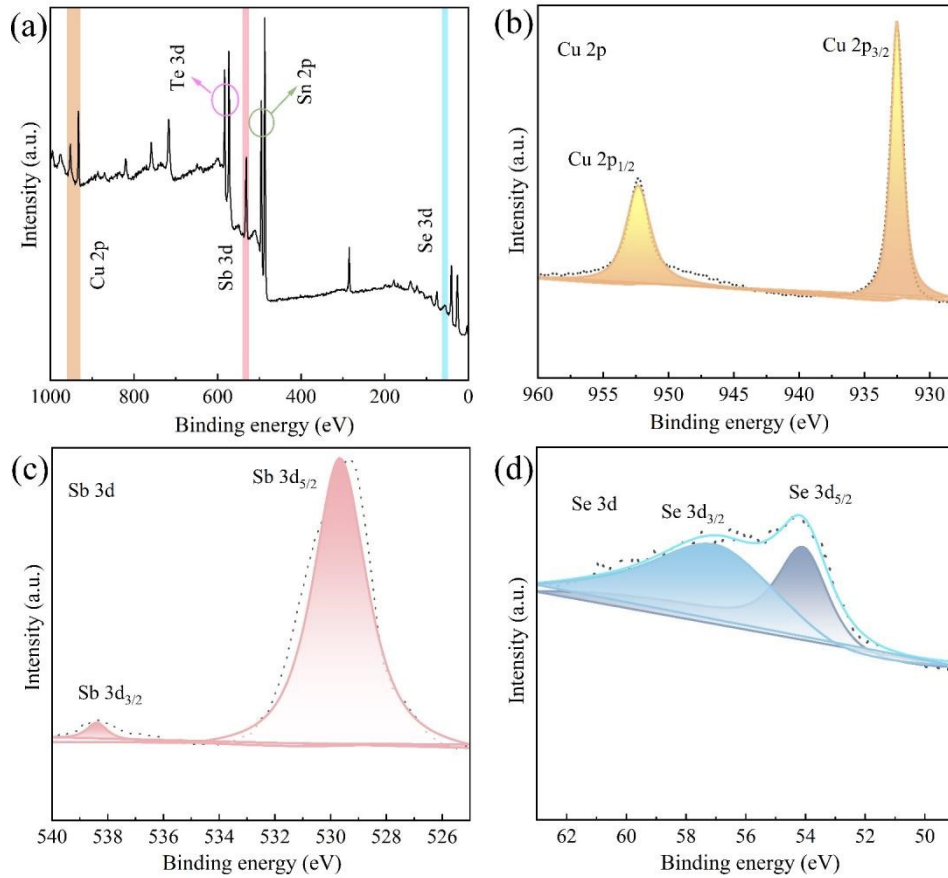 (a)
Te 3d
Sn 2p
Cu 2p
Sb 3d
Se 3d
Intensity (a.u.)
1000 800 600 400 200 0
Binding energy (eV)
(b)
Cu 2p
Cu 2p3/2
Cu 2p1/2
Intensity (a.u.)
960 955 950 945 940 935 930
Binding energy (eV)
(c)
Sb 3d
Sb 3d5/2
Sb 3d3/2
Intensity (a.u.)
540 538 536 534 532 530 528 526
Binding energy (eV)
(d)
Se 3d
Se 3d3/2
Se 3d5/2
Intensity (a.u.)
62 60 58 56 54 52 50
Binding energy (eV)